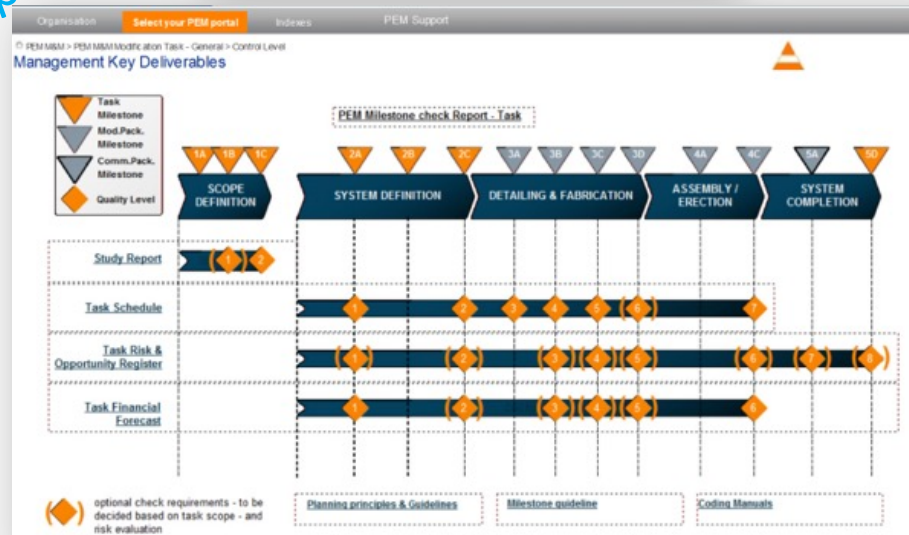 Organisation
Select your PEM portal
Indexes
PEM Support
PEM M&M > PEM M&M Modification Task - General > Control Level
Management Key Deliverables
Task
Milestone
Mod.Pack.
Milestone
Comm.Pack.
Milestone
Quality Level
PEM Milestone check Report - Task
1A 1B 1C 2A 2B 2C 3A 3B 3C 3D 4A 4C 5A 5D
SCOPE
DEFINITION
SYSTEM DEFINITION
DETAILING & FABRICATION
ASSEMBLY /
ERECTION
SYSTEM
COMPLETION
Study Report
1 2
Task Schedule
1 2 3 4 5 6 7
Task Risk &
Opportunity Register
1 2 3 4 5 6 7 8
Task Financial
Forecast
1 2 3 4 5 6
optional check requirements - to be
decided based on task scope - and
risk evaluation
Planning principles & Guidelines
Milestone guideline
Coding Manuals